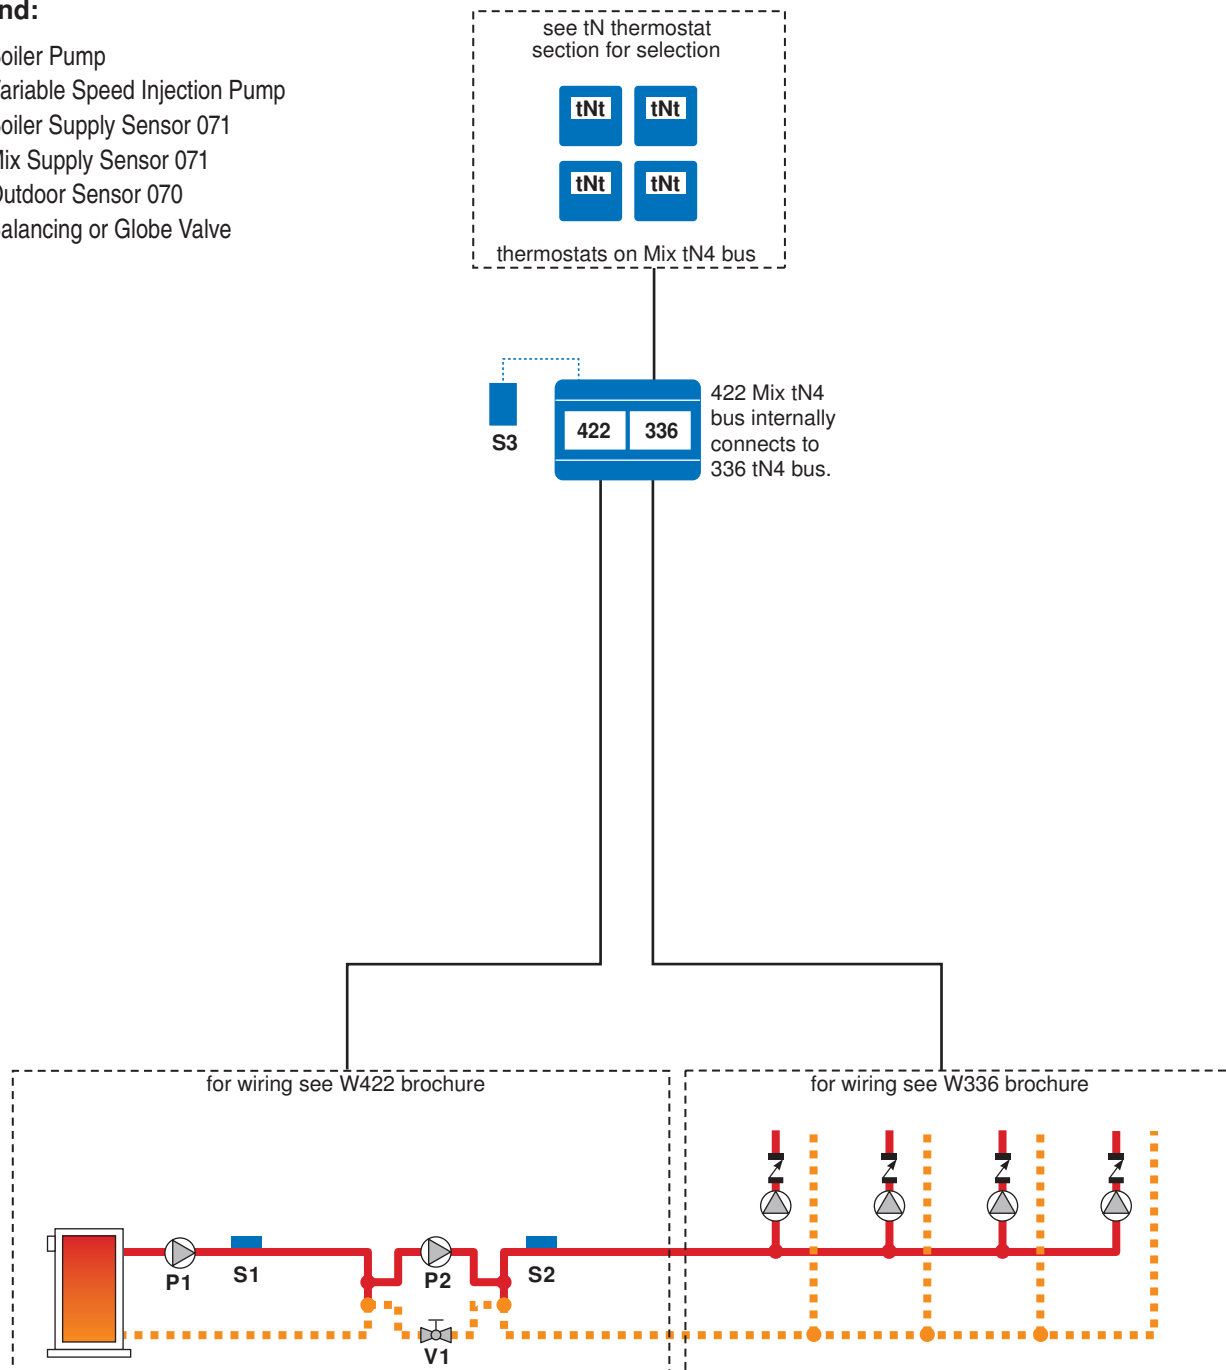 nd:
oiler Pump
ariable Speed Injection Pump
oiler Supply Sensor 071
Mix Supply Sensor 071
Outdoor Sensor 070
alancing or Globe Valve
see tN thermostat
section for selection
tNt tNt
tNt tNt
thermostats on Mix tN4 bus
S3
422 336
422 Mix tN4
bus internally
connects to
336 tN4 bus.
for wiring see W422 brochure
for wiring see W336 brochure
P1
S1
P2
S2
V1